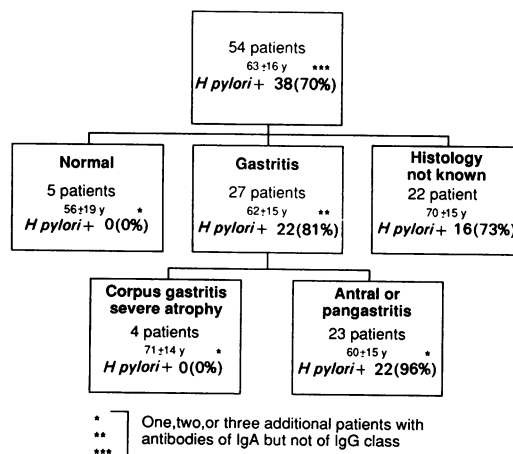 54 patients
63±16 y ***
H pylori+ 38(70%)
Normal
5 patients
56±19 y *
H pylori+ 0(0%)
Gastritis
27 patients
62±15 y **
H pylori+ 22(81%)
Histology
not known
22 patient
70±15 y
H pylori+ 16(73%)
Corpus gastritis
severe atrophy
4 patients
71±14 y *
H pylori+ 0(0%)
Antral or
pangastritis
23 patients
60±15 y *
H pylori+ 22(96%)
* One,two,or three additional patients with
** antibodies of IgA but not of IgG class
***